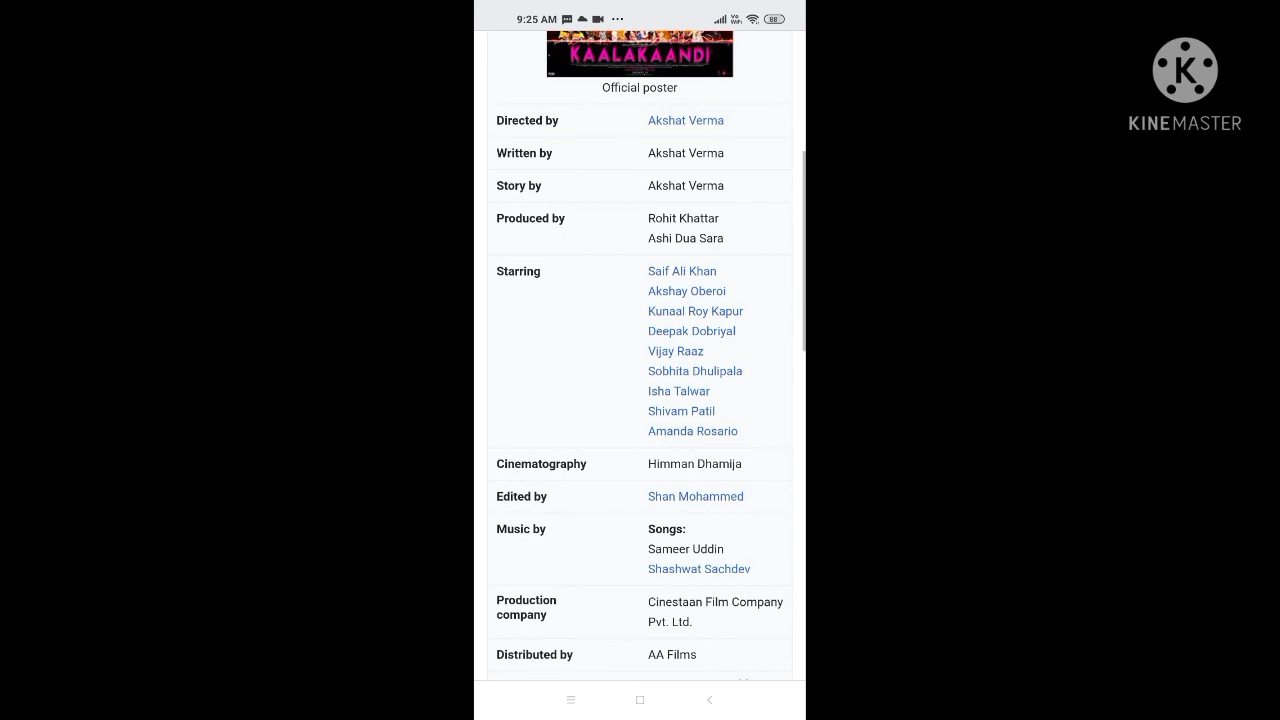 9:25 AM
Vo
WiFi
88
KAALAKAANDI
Official poster
Directed by Akshat Verma
Written by Akshat Verma
Story by Akshat Verma
Produced by Rohit Khattar
Ashi Dua Sara
Starring Saif Ali Khan
Akshay Oberoi
Kunaal Roy Kapur
Deepak Dobriyal
Vijay Raaz
Sobhita Dhulipala
Isha Talwar
Shivam Patil
Amanda Rosario
Cinematography Himman Dhamija
Edited by Shan Mohammed
Music by Songs:
Sameer Uddin
Shashwat Sachdev
Production Cinestaan Film Company
company Pvt. Ltd.
Distributed by AA Films
K
KINEMASTER